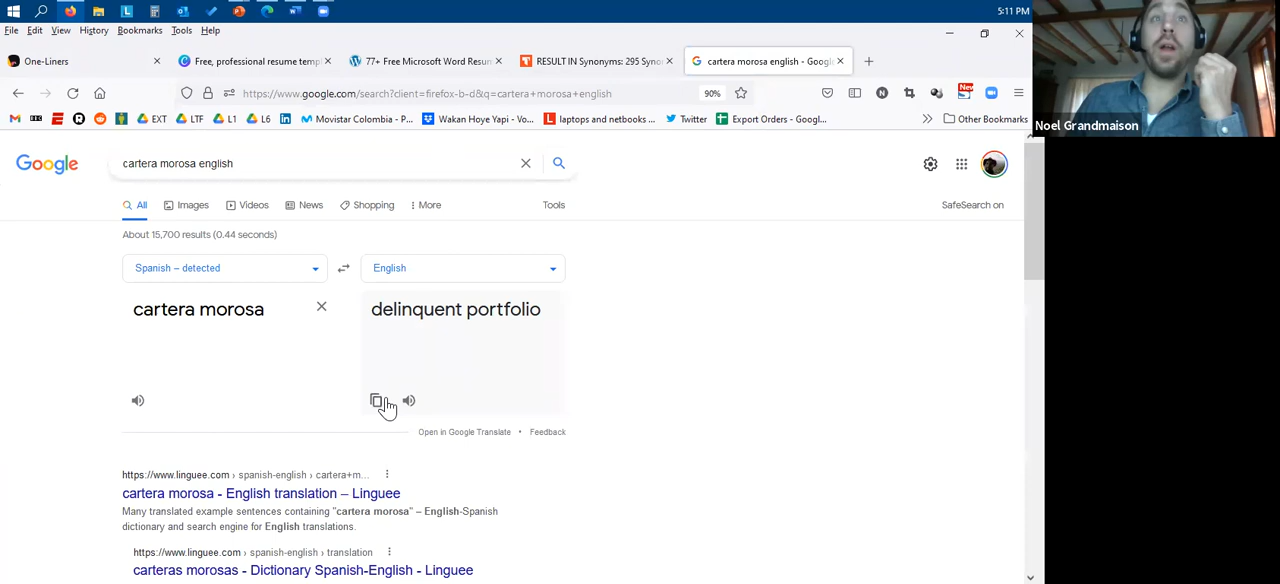 5:11 PM
File Edit View History Bookmarks Tools Help
One-Liners
Free, professional resume templ
77+ Free Microsoft Word Resum
RESULT IN Synonyms: 295 Syno
cartera morosa english - Google
https://www.google.com/search?client=firefox-b-d&q=cartera+morosa+english
90%
New
EXT LTF L1 L6 Movistar Colombia - P... Wakan Hoye Yapi - V... laptops and netbooks ... Twitter Export Orders - Googl... Other Bookmarks
Noel Grandmaison
Google
cartera morosa english
All Images Videos News Shopping More Tools
SafeSearch on
About 15,700 results (0.44 seconds)
Spanish – detected English
cartera morosa delinquent portfolio
Open in Google Translate • Feedback
https://www.linguee.com › spanish-english › cartera+m...
cartera morosa - English translation – Linguee
Many translated example sentences containing "cartera morosa" – English-Spanish
dictionary and search engine for English translations.
https://www.linguee.com › spanish-english › translation
carteras morosas - Dictionary Spanish-English - Linguee